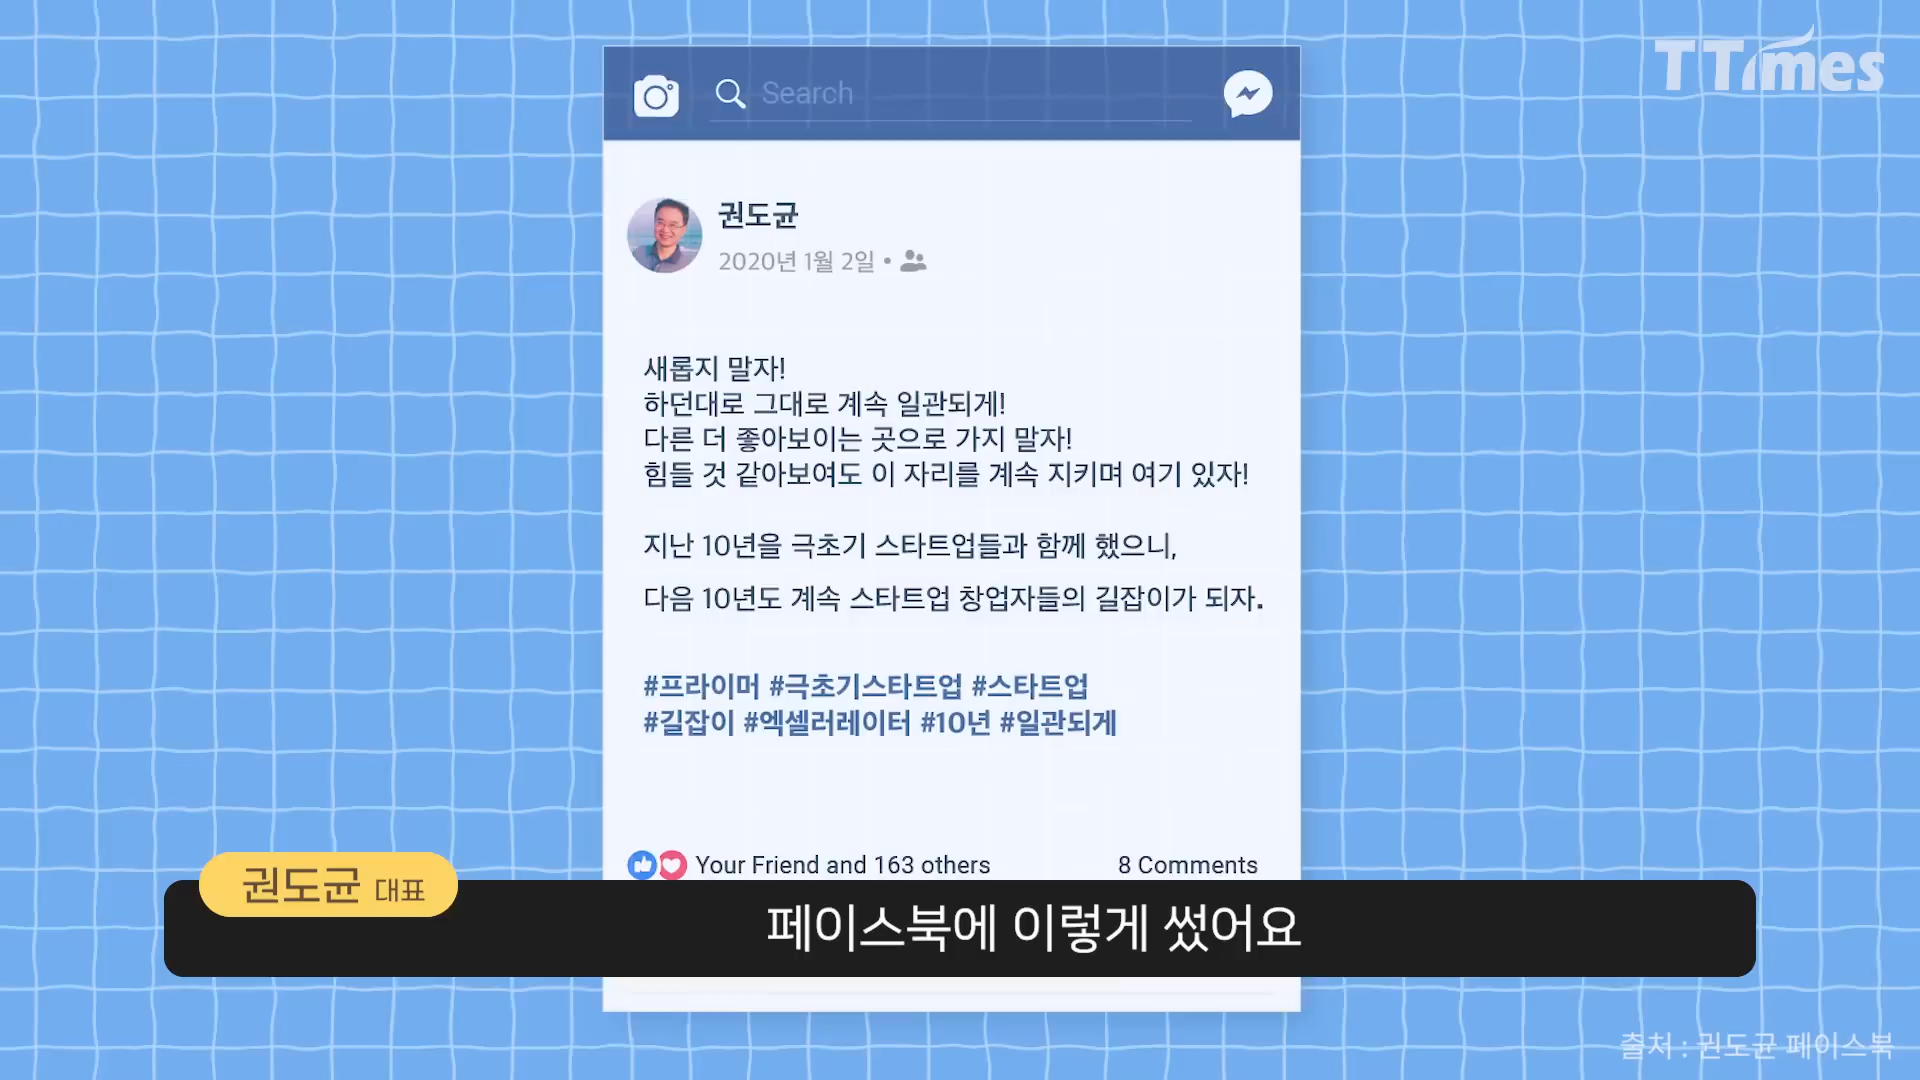 TTimes
Search
권도균
2020년 1월 2일 •
새롭지 말자!
하던대로 그대로 계속 일관되게!
다른 더 좋아보이는 곳으로 가지 말자!
힘들 것 같아보여도 이 자리를 계속 지키며 여기 있자!
지난 10년을 극초기 스타트업들과 함께 했으니,
다음 10년도 계속 스타트업 창업자들의 길잡이가 되자.
#프라이머 #극초기스타트업 #스타트업
#길잡이 #엑셀러레이터 #10년 #일관되게
Your Friend and 163 others 8 Comments
권도균 대표
페이스북에 이렇게 썼어요
출처 : 권도균 페이스북